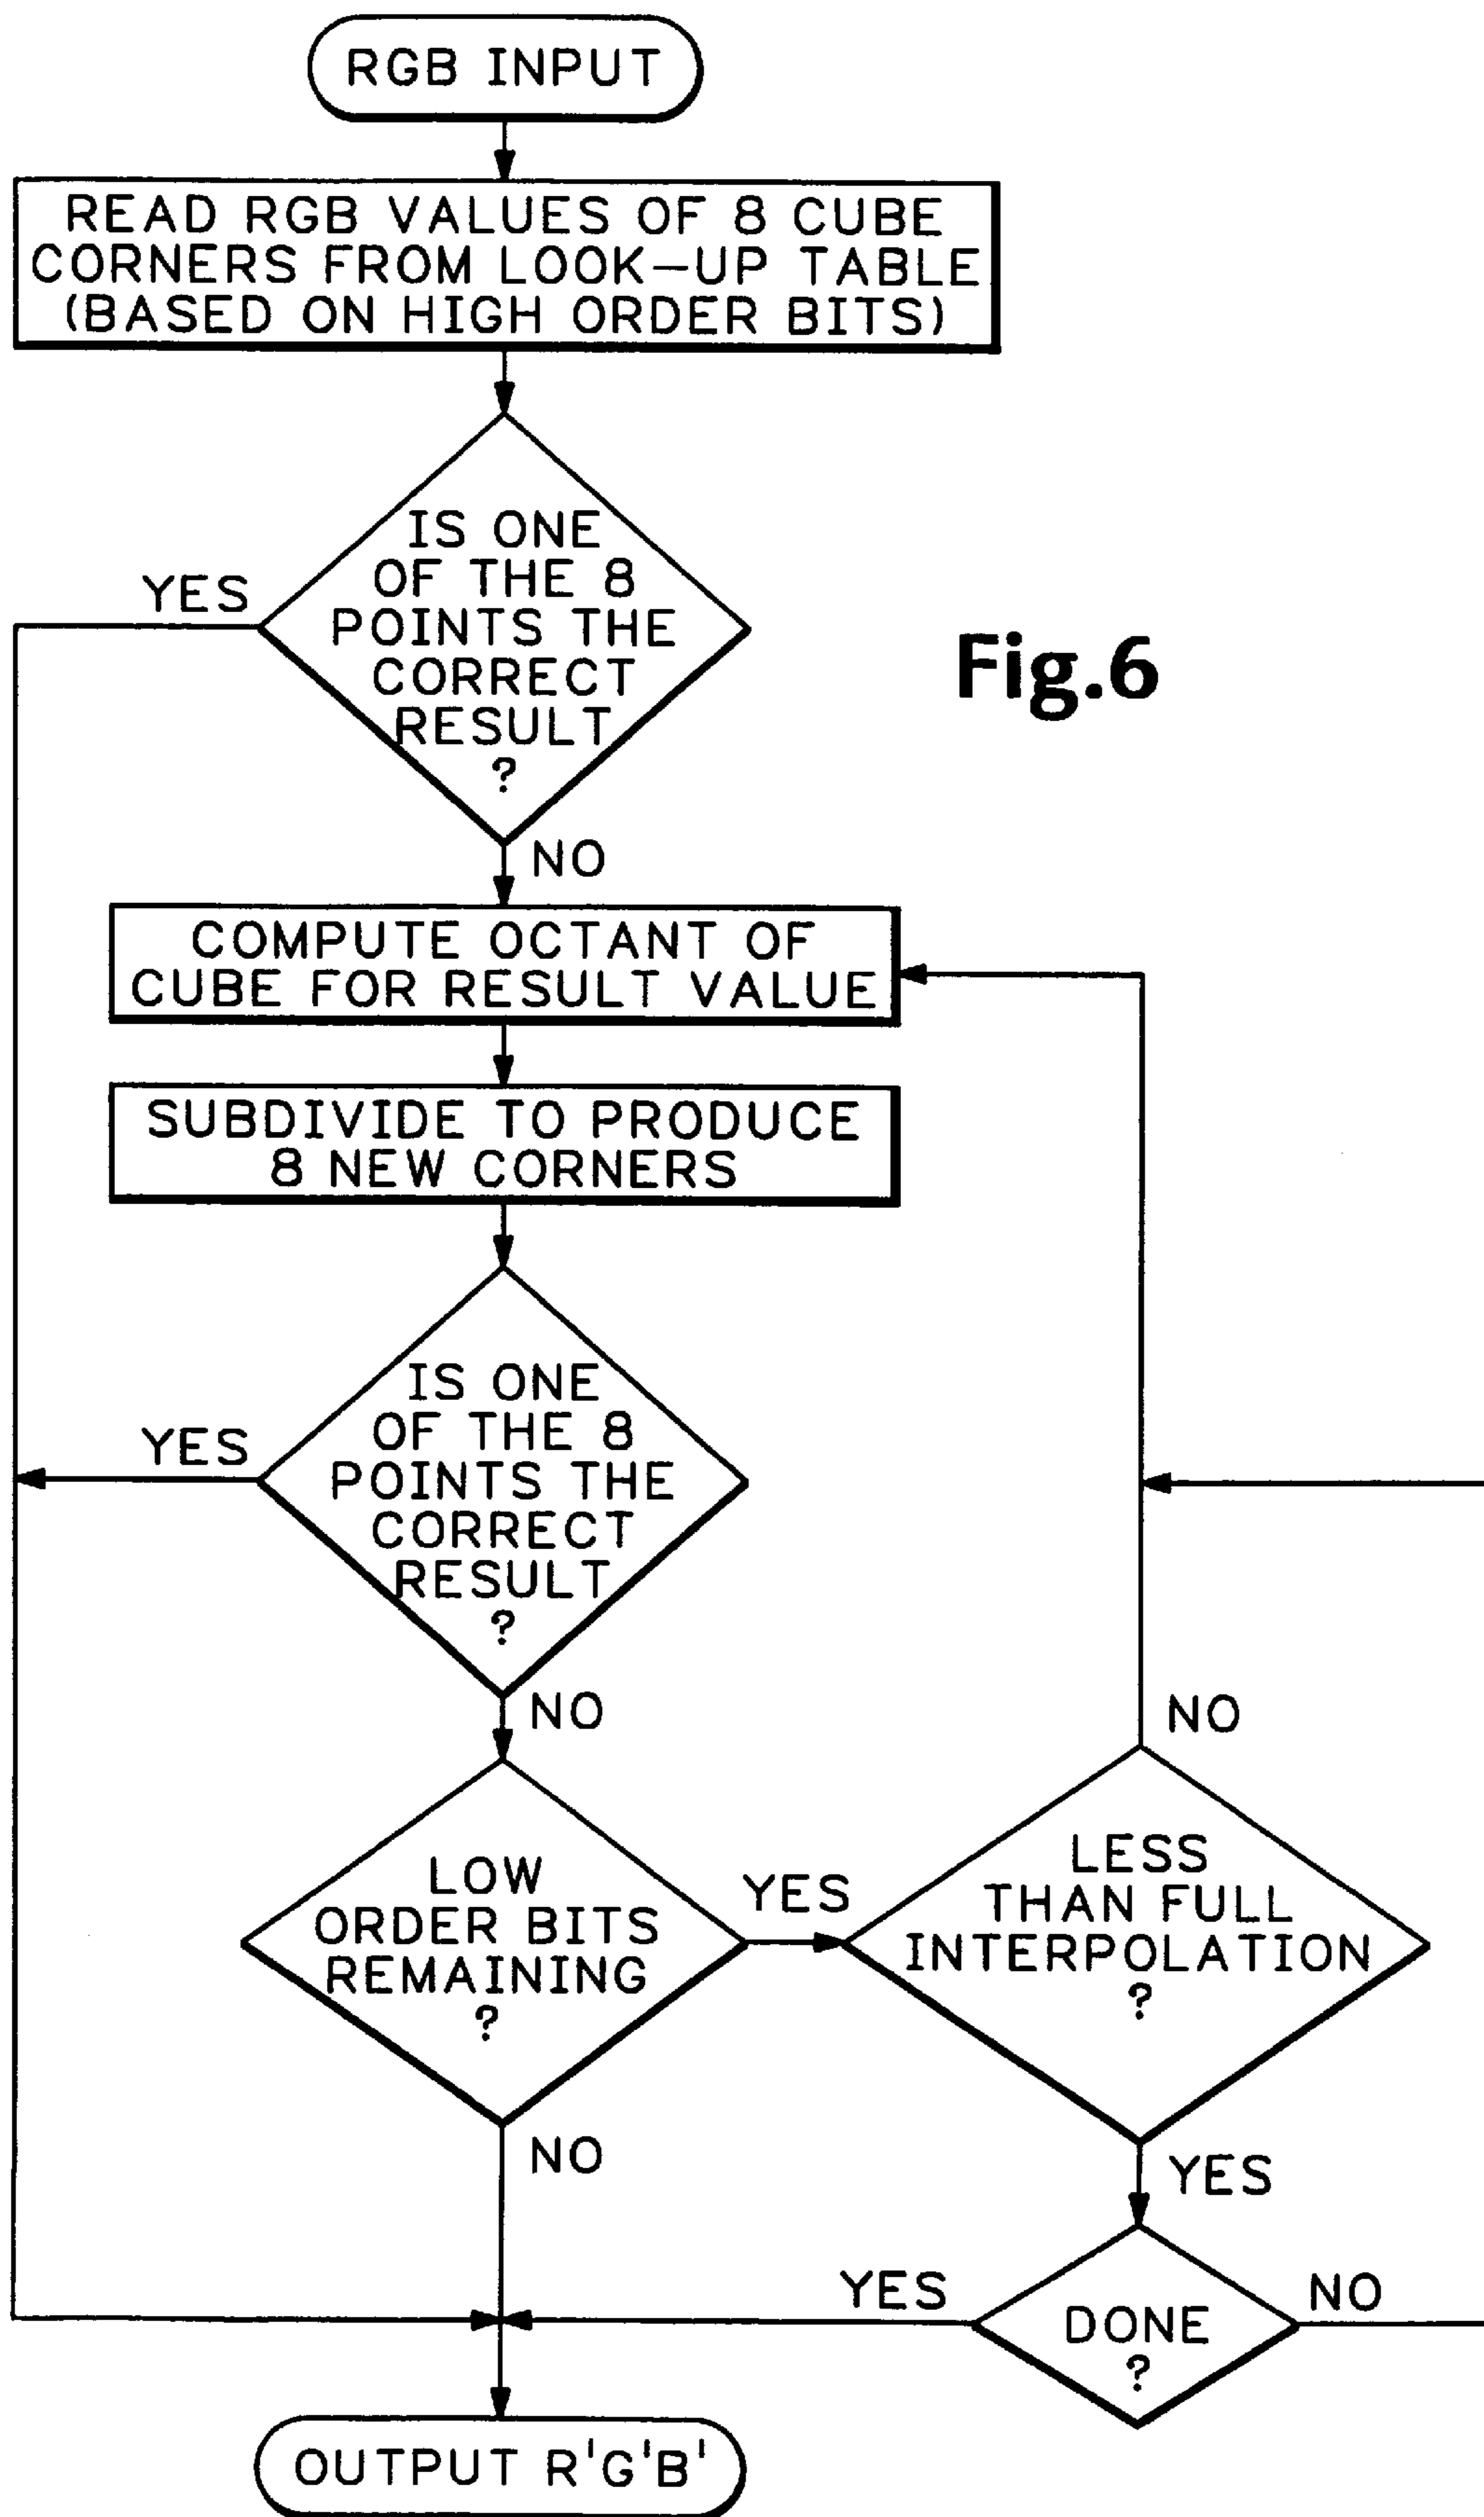 RGB INPUT
READ RGB VALUES OF 8 CUBE
CORNERS FROM LOOK-UP TABLE
(BASED ON HIGH ORDER BITS)
IS ONE
OF THE 8
POINTS THE
CORRECT
RESULT
?
YES
NO
Fig.6
COMPUTE OCTANT OF
CUBE FOR RESULT VALUE
SUBDIVIDE TO PRODUCE
8 NEW CORNERS
IS ONE
OF THE 8
POINTS THE
CORRECT
RESULT
?
YES
NO
LOW
ORDER BITS
REMAINING
?
YES
NO
LESS
THAN FULL
INTERPOLATION
?
NO
YES
DONE
?
YES
NO
OUTPUT R'G'B'